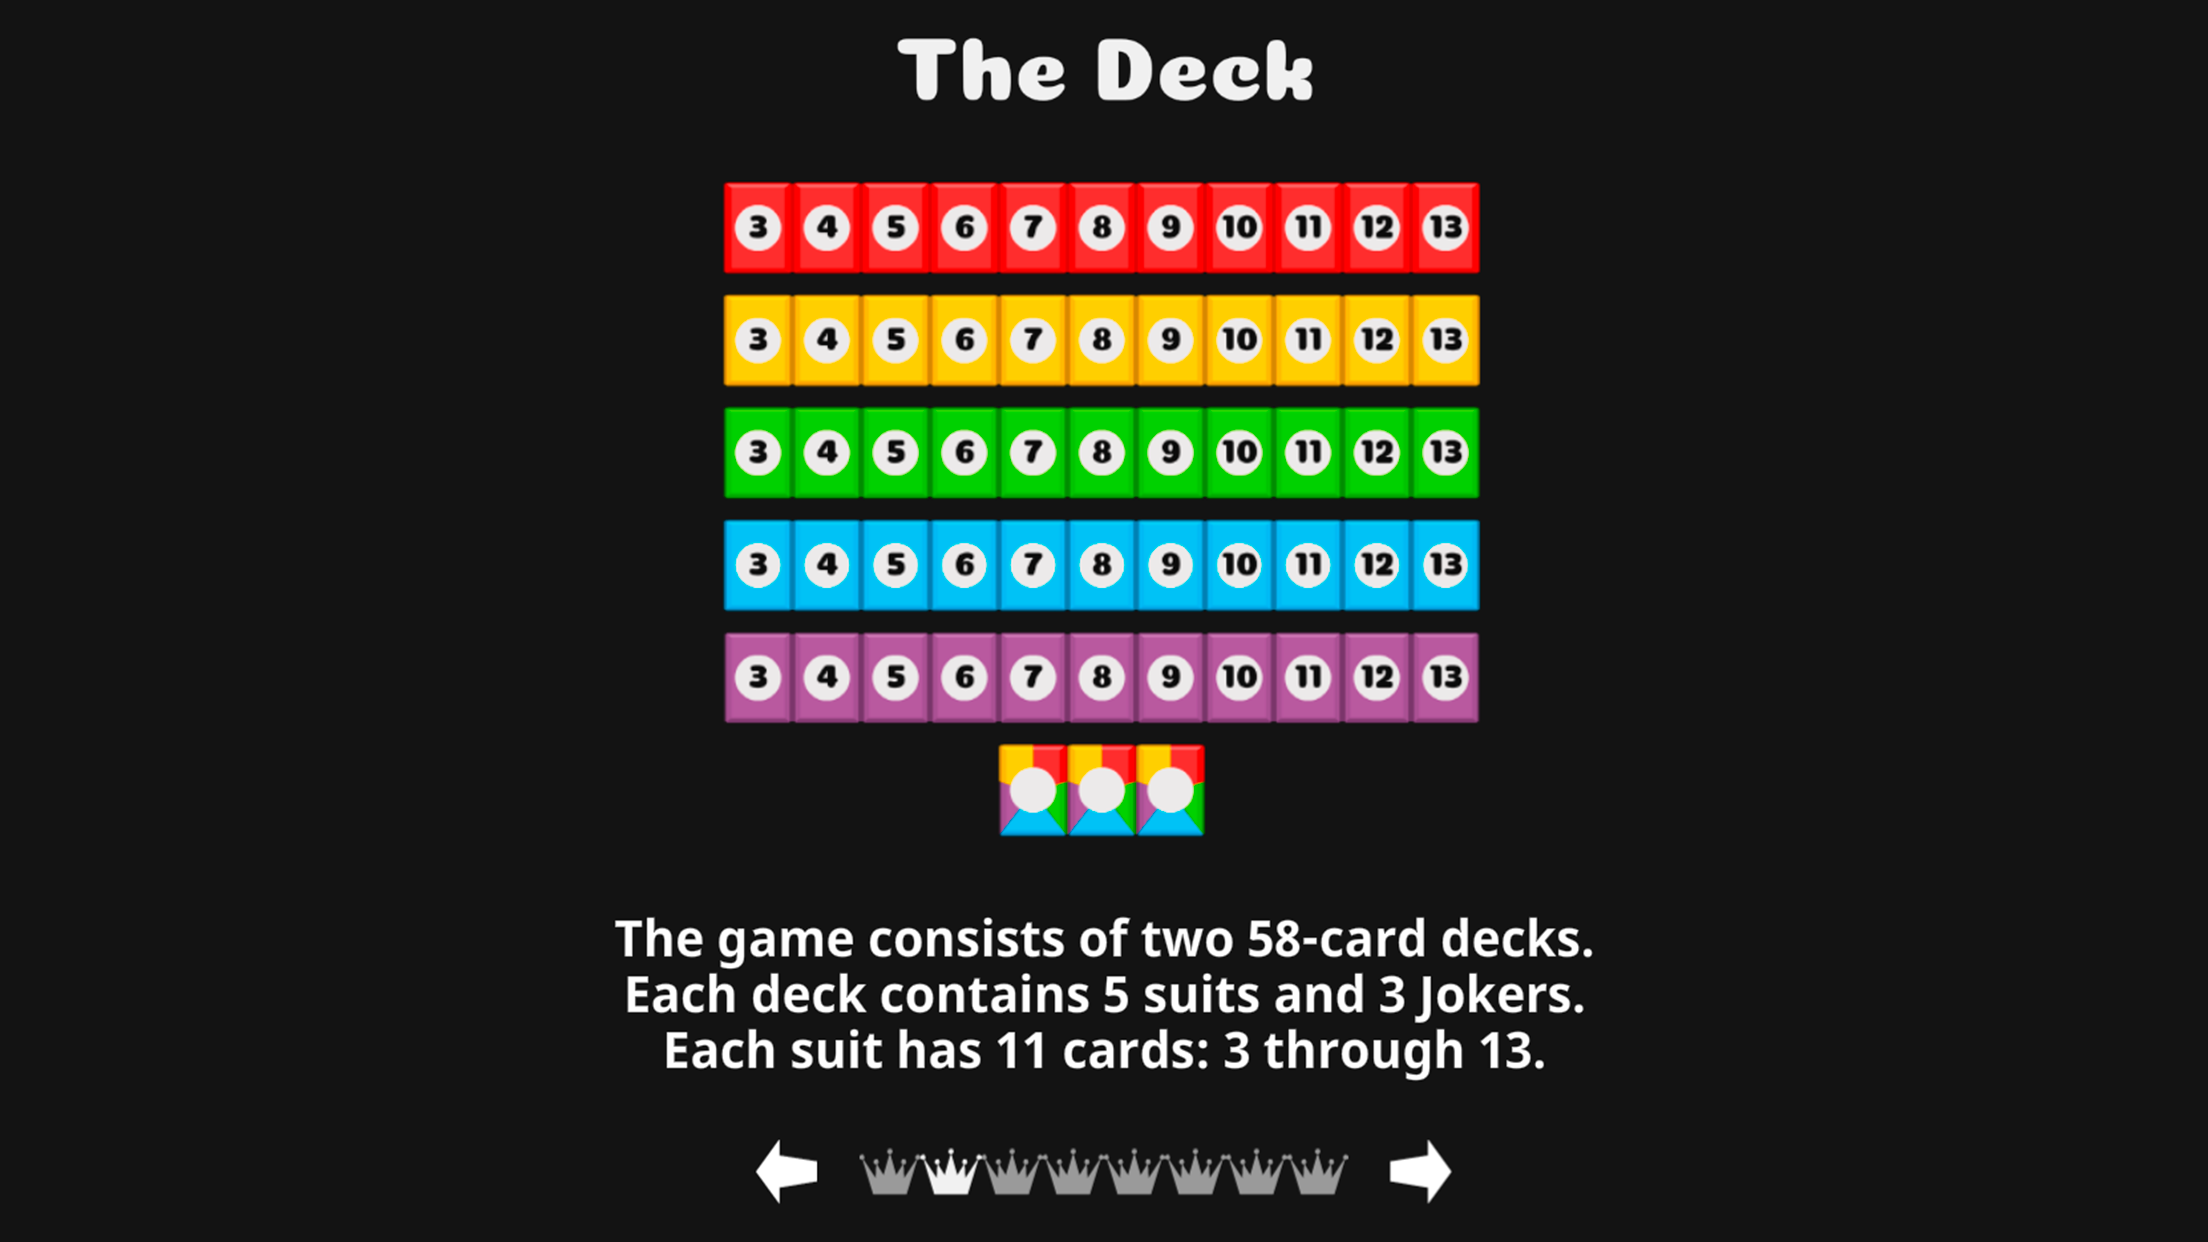 The Deck
3 4 5 6 7 8 9 10 11 12 13
3 4 5 6 7 8 9 10 11 12 13
3 4 5 6 7 8 9 10 11 12 13
3 4 5 6 7 8 9 10 11 12 13
3 4 5 6 7 8 9 10 11 12 13
The game consists of two 58-card decks.
Each deck contains 5 suits and 3 Jokers.
Each suit has 11 cards: 3 through 13.